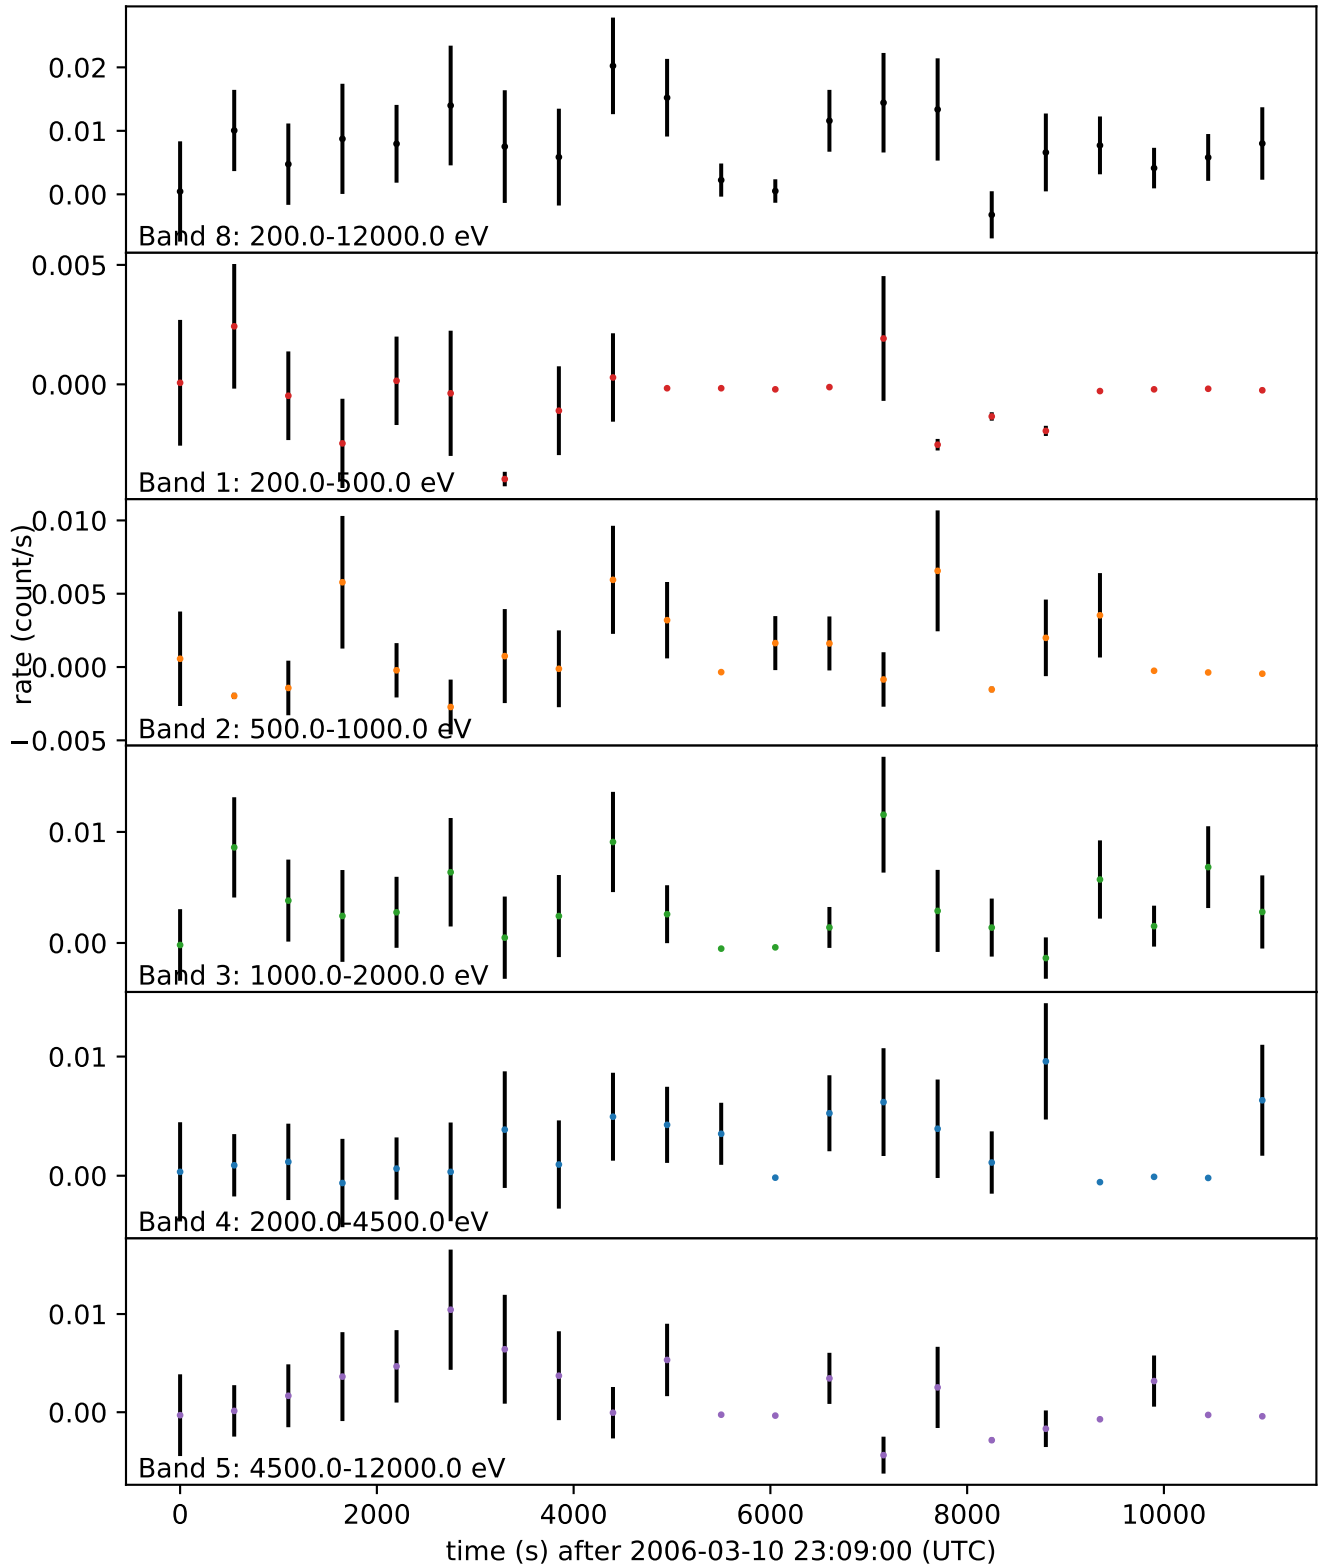 0.02
0.01
0.00
Band 8: 200.0-12000.0 eV
0.005
0.000
Band 1: 200.0-500.0 eV
rate (count/s)
0.010
0.005
0.000
−0.005
Band 2: 500.0-1000.0 eV
0.01
0.00
Band 3: 1000.0-2000.0 eV
0.01
0.00
Band 4: 2000.0-4500.0 eV
0.01
0.00
Band 5: 4500.0-12000.0 eV
0 2000 4000 6000 8000 10000
time (s) after 2006-03-10 23:09:00 (UTC)